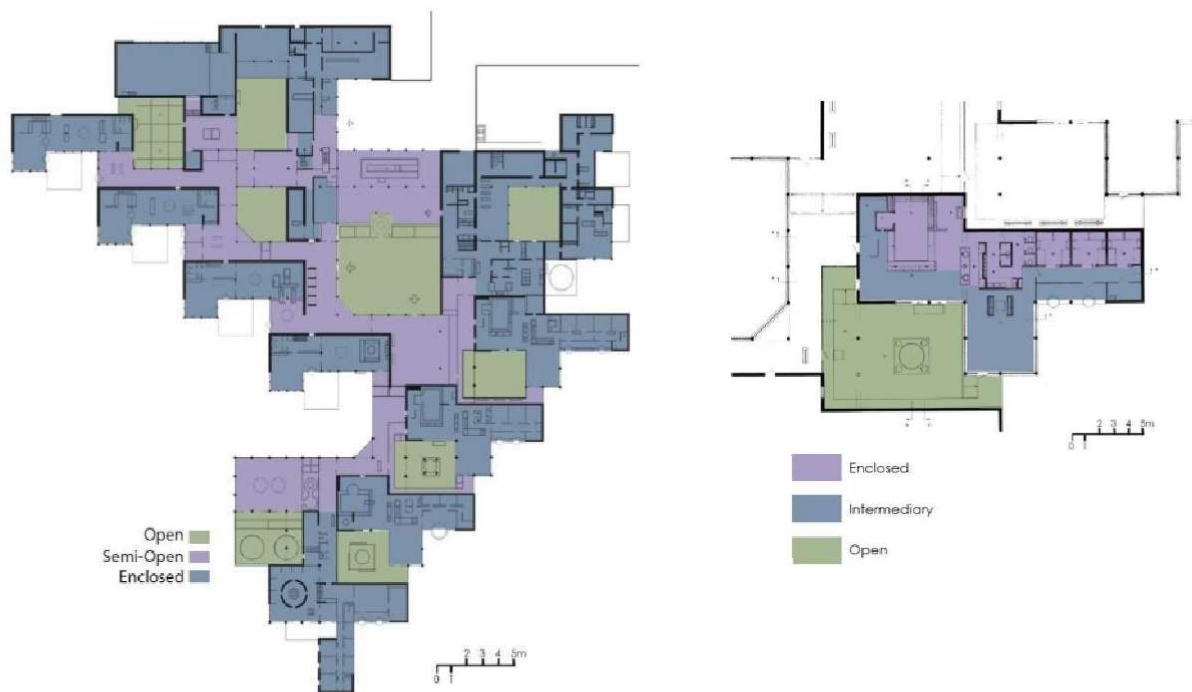 Open
Semi-Open
Enclosed
2 3 4 5m
0 1
Enclosed
Intermediary
Open
2 3 4 5m
0 1